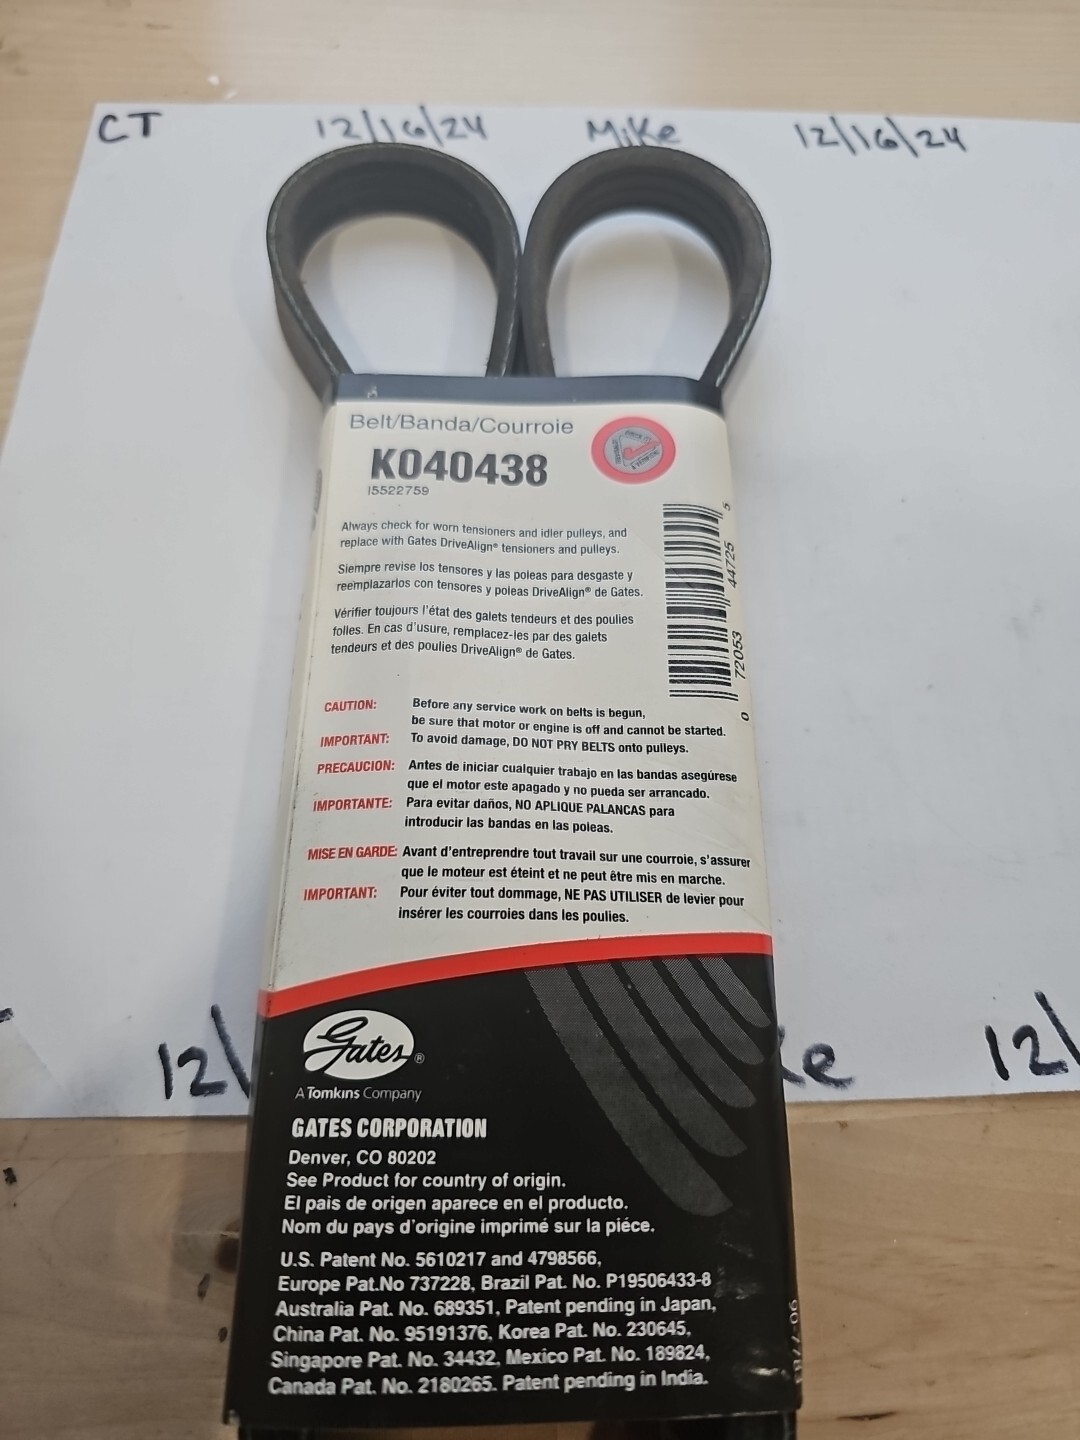 CT 12/16/24 Mike 12/16/24
Belt/Banda/Courroie
K040438
I5522759
Always check for worn tensioners and idler pulleys, and
replace with Gates DriveAlign® tensioners and pulleys.
Siempre revise los tensores y las poleas para desgaste y
reemplazarlos con tensores y poleas DriveAlign® de Gates.
Vérifier toujours l'état des galets tendeurs et des poulies
folles. En cas d'usure, remplacez-les par des galets
tendeurs et des poulies DriveAlign® de Gates.
0 72053 44725 5
CAUTION: Before any service work on belts is begun,
be sure that motor or engine is off and cannot be started.
IMPORTANT: To avoid damage, DO NOT PRY BELTS onto pulleys.
PRECAUCION: Antes de iniciar cualquier trabajo en las bandas asegúrese
que el motor este apagado y no pueda ser arrancado.
IMPORTANTE: Para evitar daños, NO APLIQUE PALANCAS para
introducir las bandas en las poleas.
MISE EN GARDE: Avant d'entreprendre tout travail sur une courroie, s'assurer
que le moteur est éteint et ne peut être mis en marche.
IMPORTANT: Pour éviter tout dommage, NE PAS UTILISER de levier pour
insérer les courroies dans les poulies.
12/ ke 12/
Gates®
A Tomkins Company
GATES CORPORATION
Denver, CO 80202
See Product for country of origin.
El pais de origen aparece en el producto.
Nom du pays d'origine imprimé sur la piéce.
U.S. Patent No. 5610217 and 4798566,
Europe Pat.No 737228, Brazil Pat. No. P19506433-8
Australia Pat. No. 689351, Patent pending in Japan,
China Pat. No. 95191376, Korea Pat. No. 230645,
Singapore Pat. No. 34432, Mexico Pat. No. 189824,
Canada Pat. No. 2180265. Patent pending in India.